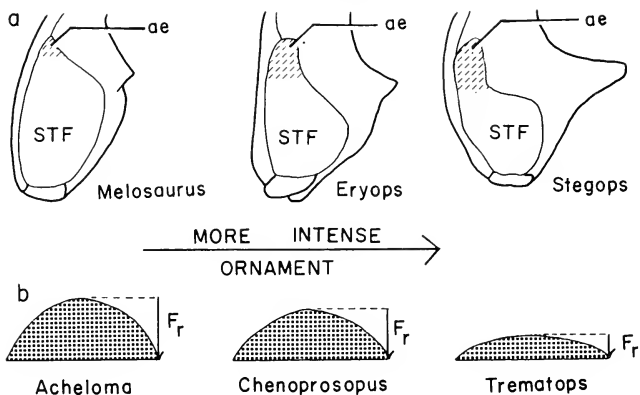 a
ae
ae
ae
STF
STF
STF
Melosaurus
Eryops
Stegops
MORE INTENSE
ORNAMENT
b
Fr
Fr
Fr
Acheloma
Chenoprosopus
Trematops